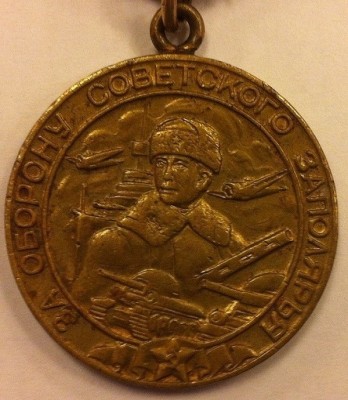 ЗА ОБОРОНУ СОВЕТСКОГО ЗАПОЛЯРЬЯ